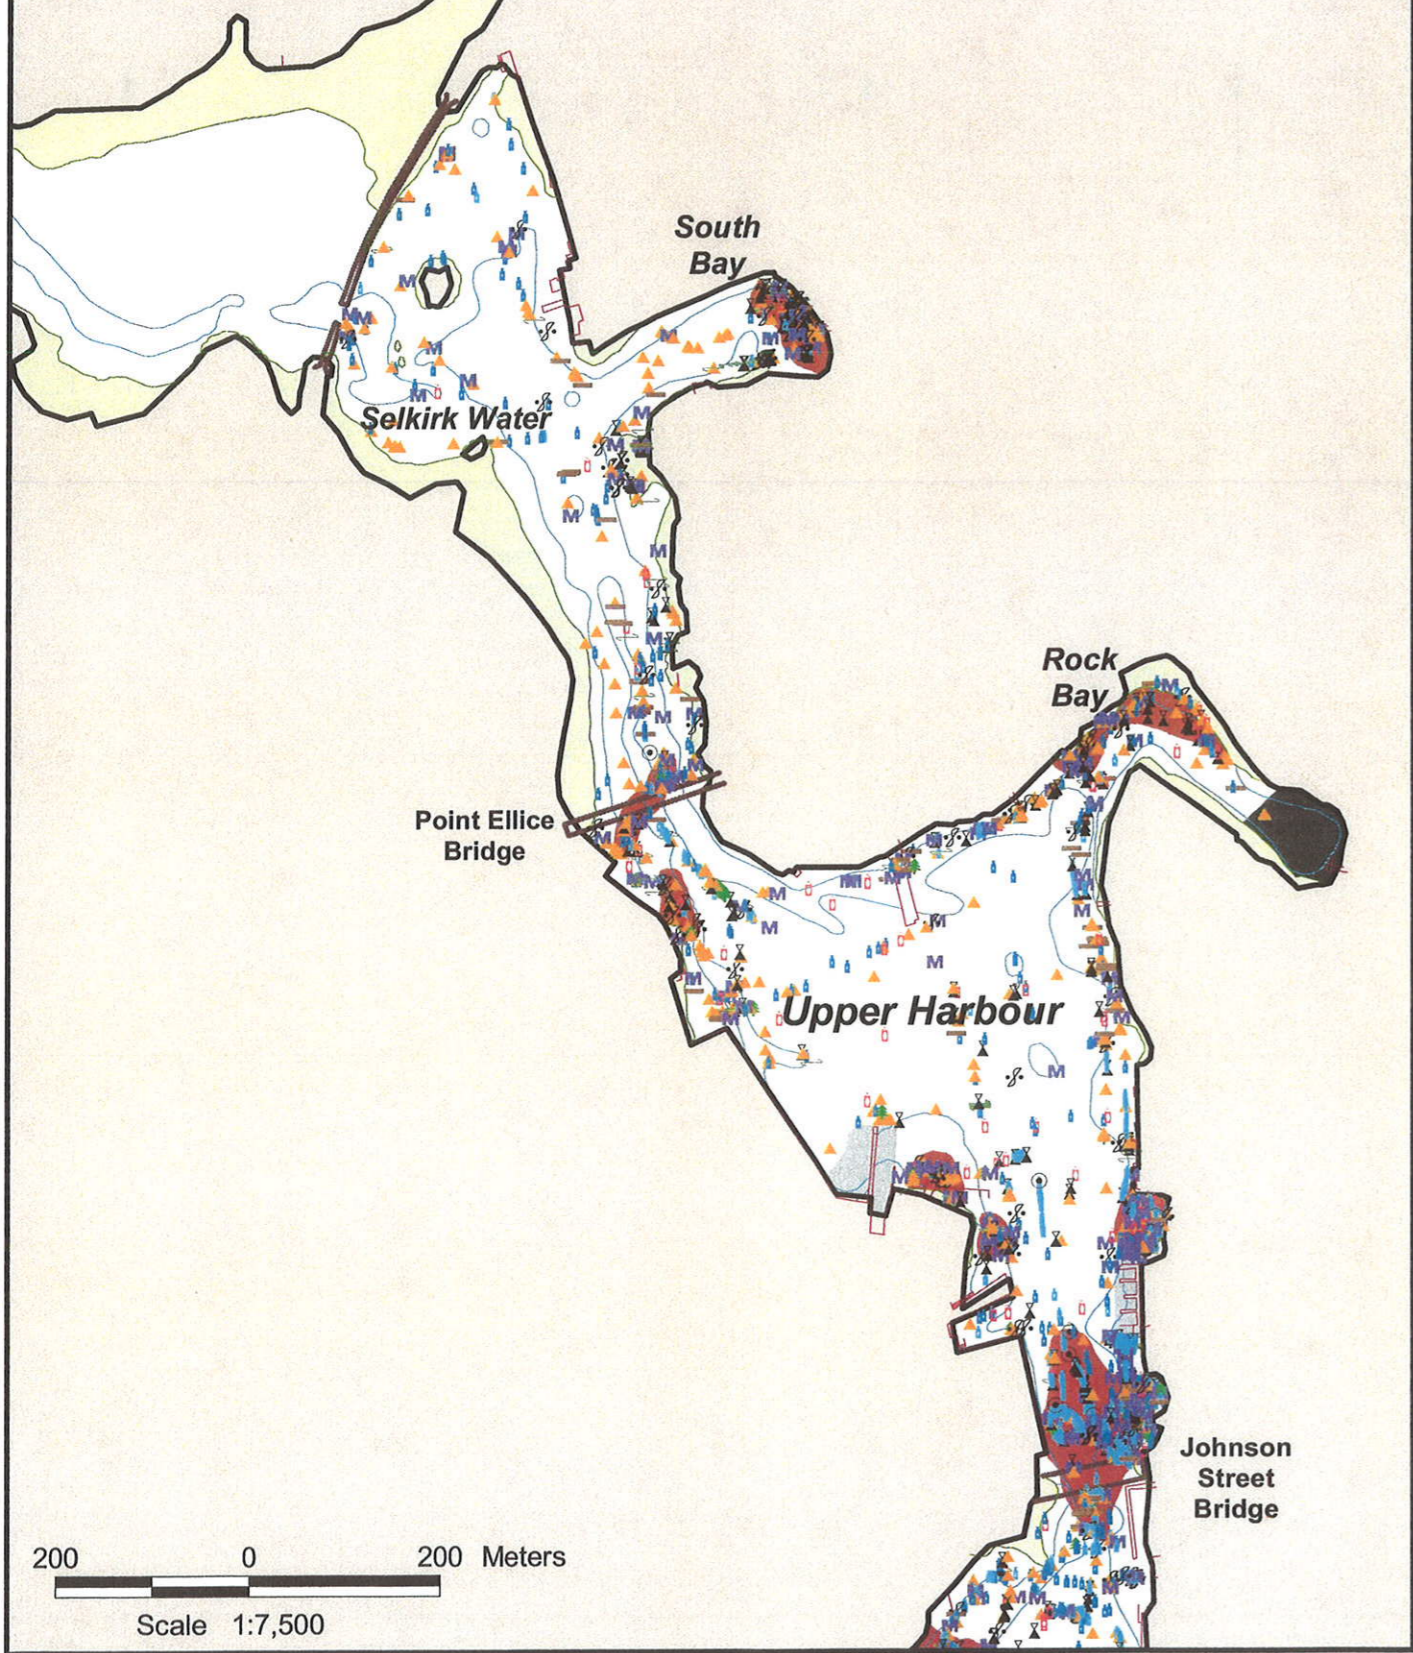 South
Bay
Selkirk Water
Rock
Bay
Point Ellice
Bridge
Upper Harbour
Johnson
Street
Bridge
200 0 200 Meters
Scale 1:7,500